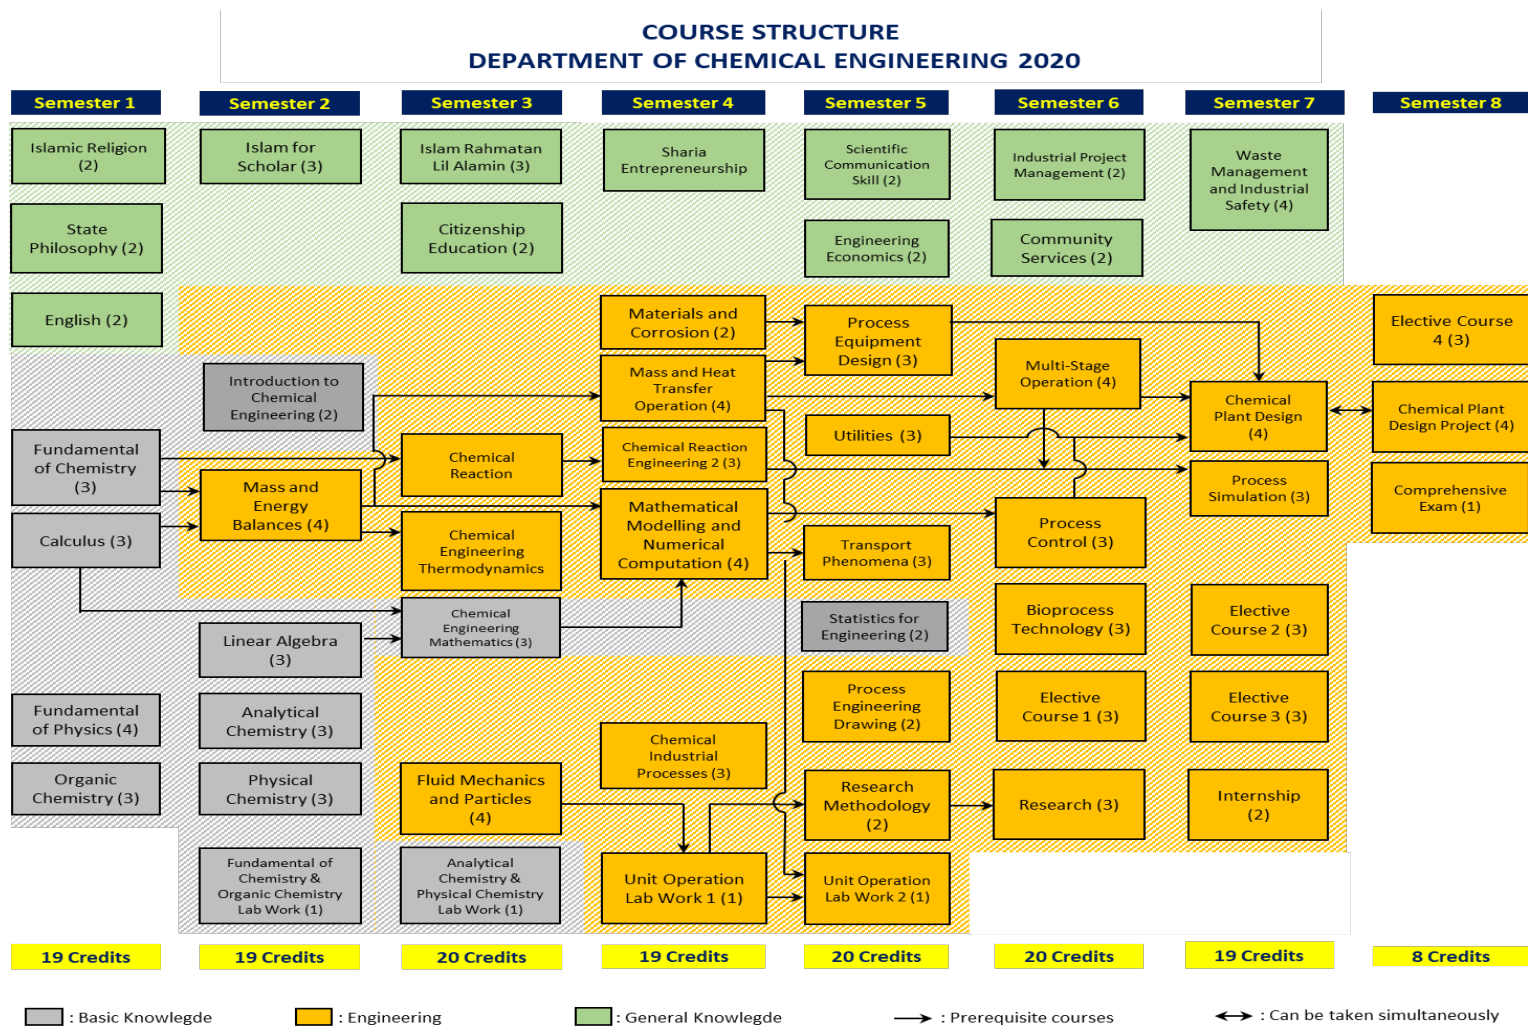 COURSE STRUCTURE
DEPARTMENT OF CHEMICAL ENGINEERING 2020
Semester 1
Semester 2
Semester 3
Semester 4
Semester 5
Semester 6
Semester 7
Semester 8
Islamic Religion
(2)
State
Philosophy (2)
English (2)
Fundamental
of Chemistry
(3)
Calculus (3)
Fundamental
of Physics (4)
Organic
Chemistry (3)
Islam for
Scholar (3)
Introduction to
Chemical
Engineering (2)
Mass and
Energy
Balances (4)
Linear Algebra
(3)
Analytical
Chemistry (3)
Physical
Chemistry (3)
Fundamental of
Chemistry &
Organic Chemistry
Lab Work (1)
Islam Rahmatan
Lil Alamin (3)
Citizenship
Education (2)
Chemical
Reaction
Chemical
Engineering
Thermodynamics
Chemical
Engineering
Mathematics (3)
Fluid Mechanics
and Particles
(4)
Analytical
Chemistry &
Physical Chemistry
Lab Work (1)
Sharia
Entrepreneurship
Materials and
Corrosion (2)
Mass and Heat
Transfer
Operation (4)
Chemical Reaction
Engineering 2 (3)
Mathematical
Modelling and
Numerical
Computation (4)
Chemical
Industrial
Processes (3)
Unit Operation
Lab Work 1 (1)
Scientific
Communication
Skill (2)
Engineering
Economics (2)
Process
Equipment
Design (3)
Utilities (3)
Transport
Phenomena (3)
Statistics for
Engineering (2)
Process
Engineering
Drawing (2)
Research
Methodology
(2)
Unit Operation
Lab Work 2 (1)
Industrial Project
Management (2)
Community
Services (2)
Multi-Stage
Operation (4)
Process
Control (3)
Bioprocess
Technology (3)
Elective
Course 1 (3)
Research (3)
Waste
Management
and Industrial
Safety (4)
Chemical
Plant Design
(4)
Process
Simulation (3)
Elective
Course 2 (3)
Elective
Course 3 (3)
Internship
(2)
Elective Course
4 (3)
Chemical Plant
Design Project (4)
Comprehensive
Exam (1)
19 Credits
19 Credits
20 Credits
19 Credits
20 Credits
20 Credits
19 Credits
8 Credits
: Basic Knowlegde
: Engineering
: General Knowlegde
: Prerequisite courses
: Can be taken simultaneously